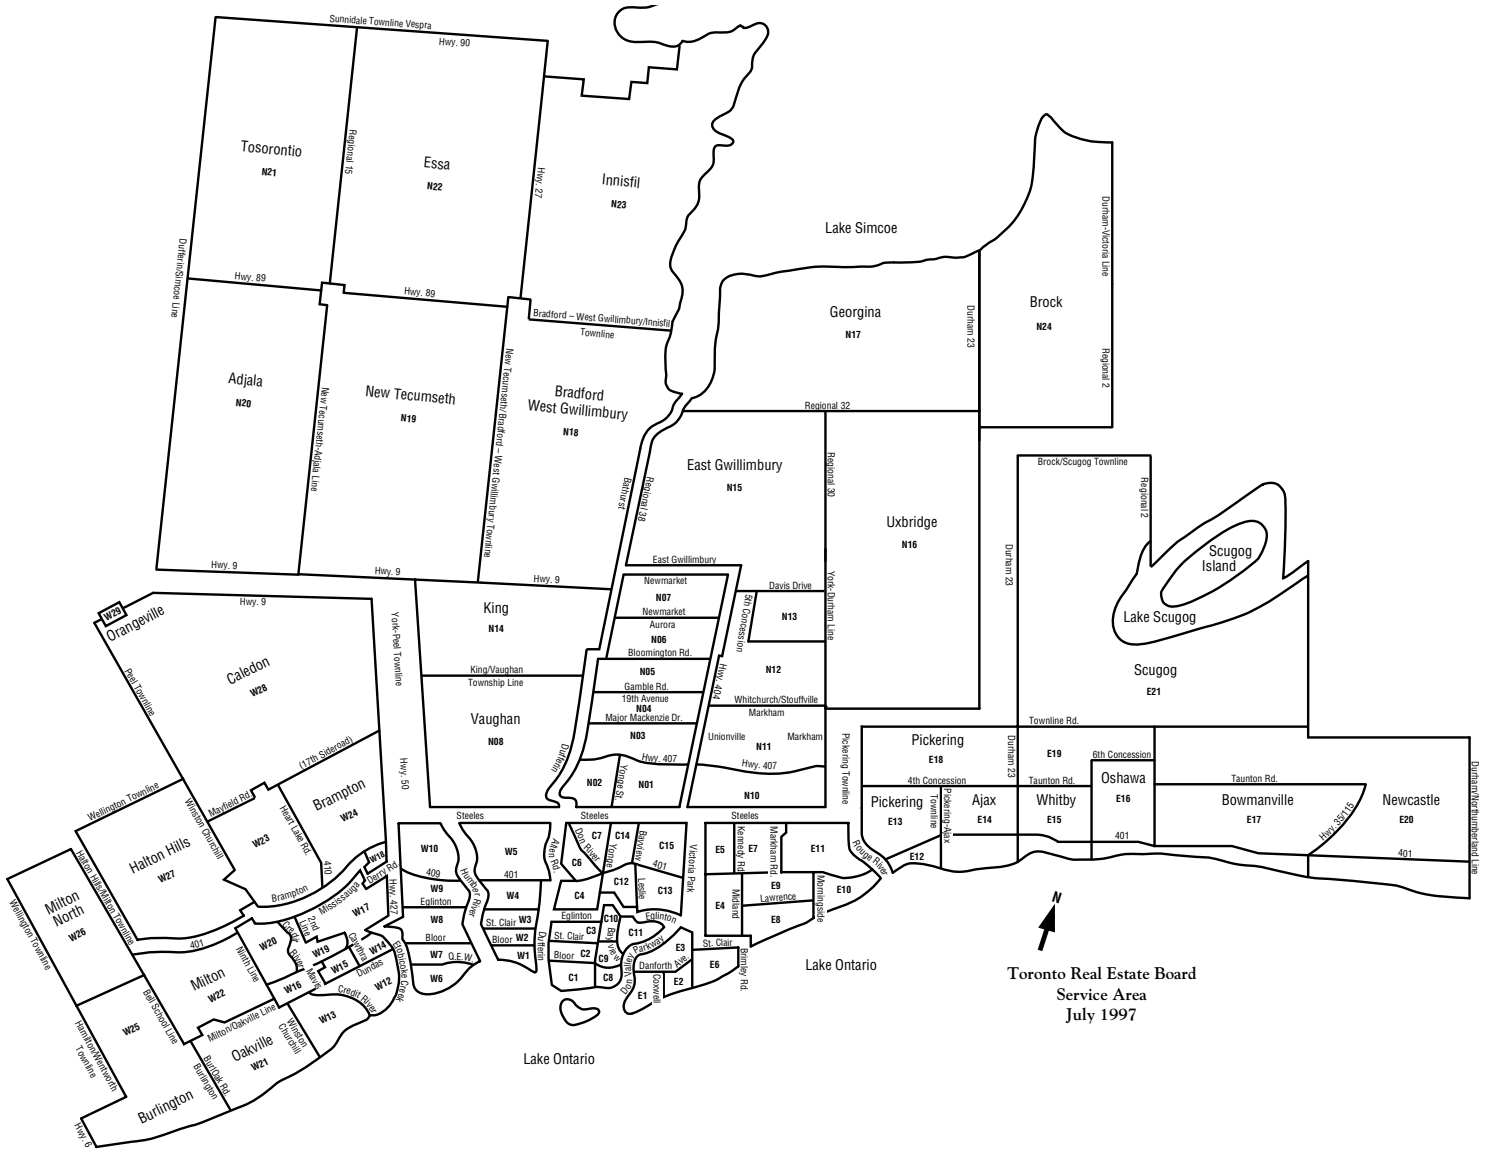 Sunnidale Townline Vespra
Hwy. 90
Tosorontio
N21
Regional 15
Essa
N22
Hwy. 27
Innisfil
N23
Lake Simcoe
Durham-Victoria Line
Dufferin/Simcoe Line
Hwy. 89
Hwy. 89
Bradford – West Gwillimbury/Innisfil
Townline
Georgina
N17
Durham 23
Brock
N24
Regional 2
Adjala
N20
New Tecumseth-Adjala Line
New Tecumseth
N19
New Tecumseth/ Bradford – West Gwillimbury Townline
Bradford
West Gwillimbury
N18
Regional 32
Bathurst
Regional 38
East Gwillimbury
N15
Regional 30
Uxbridge
N16
Brock/Scugog Townline
Regional 2
Durham 23
Scugog
Island
Lake Scugog
Scugog
E21
Hwy. 9
Hwy. 9
Hwy. 9
East Gwillimbury
Newmarket
N07
Newmarket
Aurora
N06
Bloomington Rd.
N05
Gamble Rd.
19th Avenue
N04
Major Mackenzie Dr.
N03
Hwy. 407
N02
Yonge St.
N01
Davis Drive
5th Concession
N13
York-Durham Line
N12
Hwy. 404
Whitchurch/Stouffville
Markham
Unionville
Markham
N11
Hwy. 407
N10
King
N14
King/Vaughan
Township Line
Vaughan
N08
Dufferin
W29
Orangeville
Hwy. 9
Peel Townline
Caledon
W28
York-Peel Townline
Hwy. 50
(17th Sideroad)
Mayfield Rd.
Wellington Townline
Winston Churchill
W23
Heart Lake Rd.
Brampton
W24
410
Halton Hills
W27
Halton Hills/Milton Townline
Milton
North
W26
Wellington Townline
Brampton
Mississauga
W18
Derry Rd.
Hwy. 427
401
2nd
Line
W17
Credit
River
W20
W19
Cawthra
W14
W15
Mavis
Dundas
W16
W12
Etobicoke Creek
Credit River
W13
Winston
Churchill
Ninth Line
Milton
W22
Milton/Oakville Line
Oakville
W21
Bell School Line
W25
Hamilton/Wentworth
Townline
Burlington
BurlOak Rd.
Burlington
Hwy. 6
Steeles
Steeles
Steeles
W10
409
W9
Eglinton
W8
Bloor
W7
Q.E.W.
W6
Humber River
W5
401
W4
St. Clair
W3
Bloor
W2
W1
Allen Rd.
Dufferin
C7
Don River
C6
C14
Yonge
Bayview
C15
401
C4
C12
Leslie
C13
Victoria Park
Eglinton
Eglinton
St. Clair
C3
C10
Bay View
C11
Bloor
C2
C9
C1
C8
Don Valley Parkway
Danforth Ave.
E3
E1
Coxwell
E2
St. Clair
E6
Brimley Rd.
E5
Kennedy Rd.
E7
Markham Rd.
E11
E4
Midland
E9
Lawrence
E8
Morningside
E10
Rouge River
Pickering Townline
Townline Rd.
Pickering
E18
Durham 23
4th Concession
Pickering
E13
Pickering-Ajax
Townline
Ajax
E14
E12
E19
6th Concession
Taunton Rd.
Whitby
E15
Oshawa
E16
401
Taunton Rd.
Bowmanville
E17
Hwy. 35/115
Newcastle
E20
401
Durham/Northumberland Line
Lake Ontario
Lake Ontario
N
Toronto Real Estate Board
Service Area
July 1997